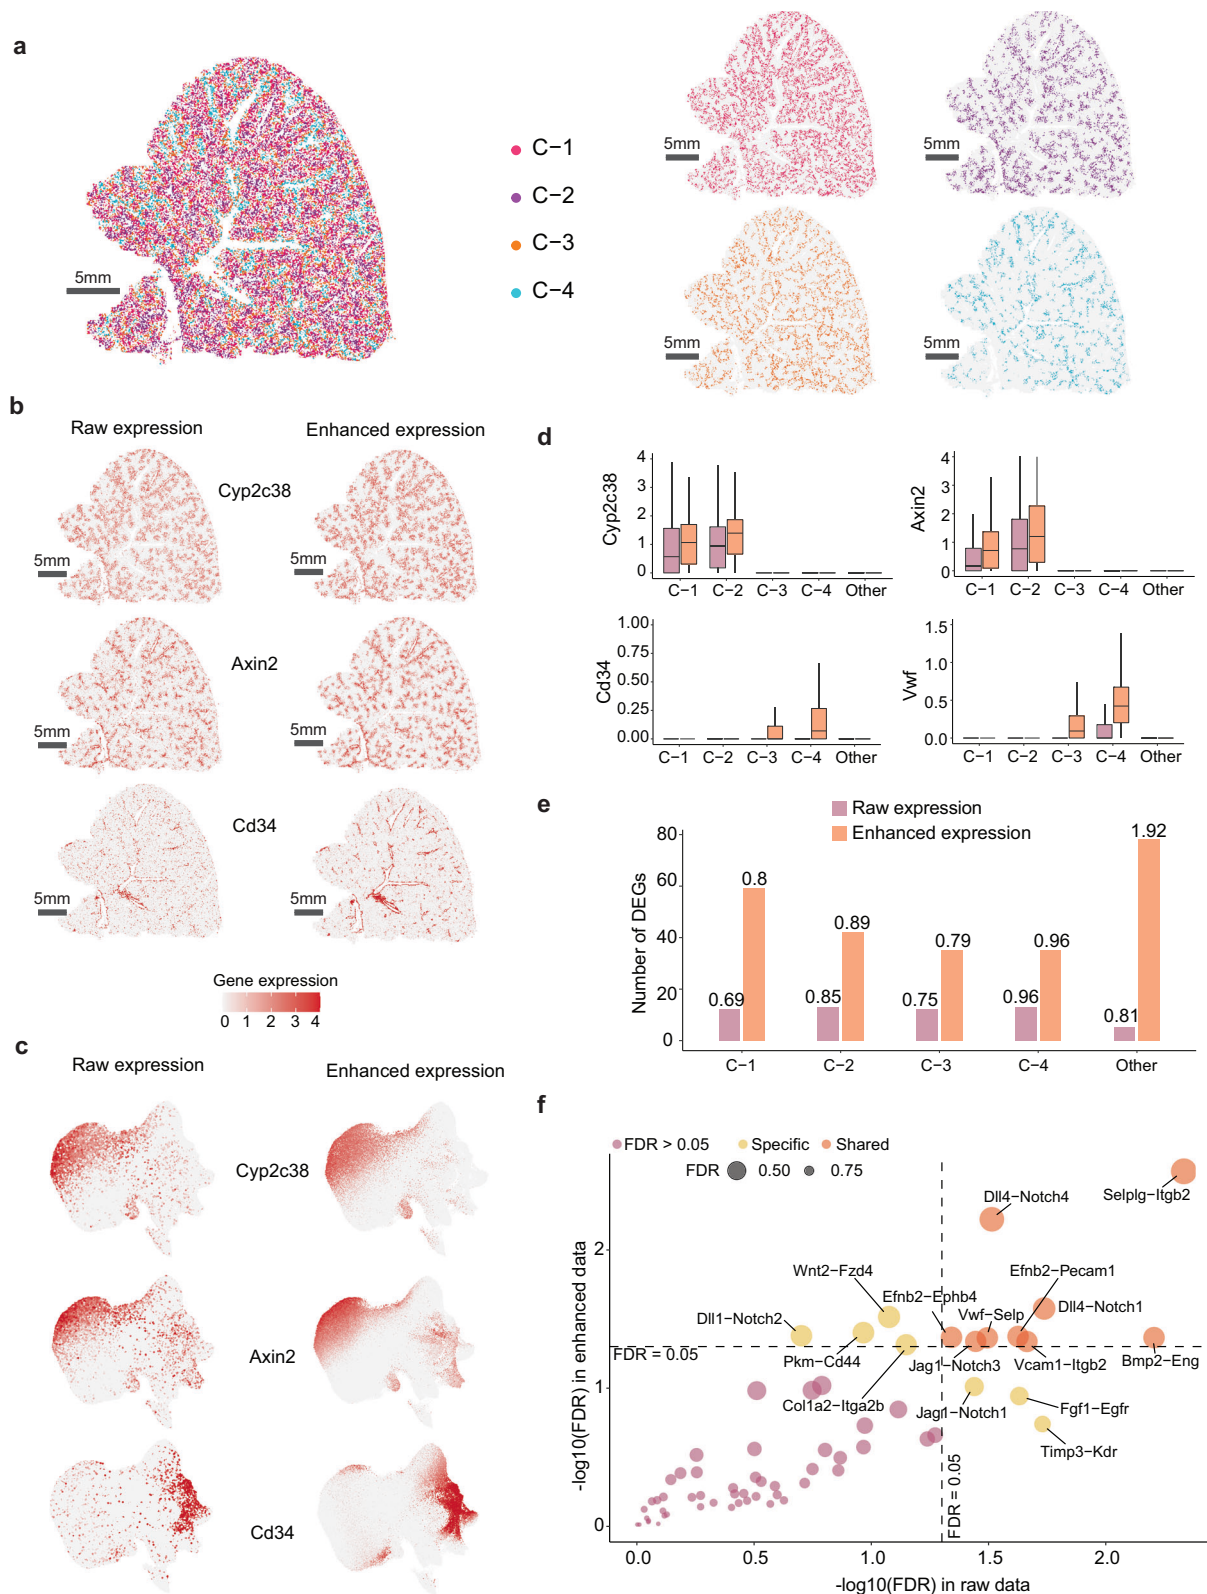 a
C−1
C−2
C−3
C−4
5mm
5mm
5mm
5mm
5mm
b
Raw expression
Enhanced expression
Cyp2c38
5mm
5mm
Axin2
5mm
5mm
Cd34
5mm
5mm
Gene expression
0 1 2 3 4
c
Raw expression
Enhanced expression
Cyp2c38
Axin2
Cd34
d
Cyp2c38
4
3
2
1
0
C−1 C−2 C−3 C−4 Other
Axin2
4
3
2
1
0
C−1 C−2 C−3 C−4 Other
Cd34
1.00
0.75
0.50
0.25
0.00
C−1 C−2 C−3 C−4 Other
Vwf
1.5
1.0
0.5
0.0
C−1 C−2 C−3 C−4 Other
e
Raw expression
Enhanced expression
Number of DEGs
80
60
40
20
0
0.69 0.8
0.85 0.89
0.75 0.79
0.96 0.96
0.81 1.92
C−1 C−2 C−3 C−4 Other
f
FDR > 0.05 Specific Shared
FDR 0.50 0.75
-log10(FDR) in enhanced data
2
1
0
Selplg−Itgb2
Dll4−Notch4
Wnt2−Fzd4
Efnb2−Pecam1
Efnb2−Ephb4
Vwf−Selp
Dll4−Notch1
Dll1−Notch2
FDR = 0.05
Pkm−Cd44
Jag1−Notch3
Vcam1−Itgb2
Bmp2−Eng
Col1a2−Itga2b
Jag1−Notch1
Fgf1−Egfr
Timp3−Kdr
FDR = 0.05
0.0 0.5 1.0 1.5 2.0
-log10(FDR) in raw data